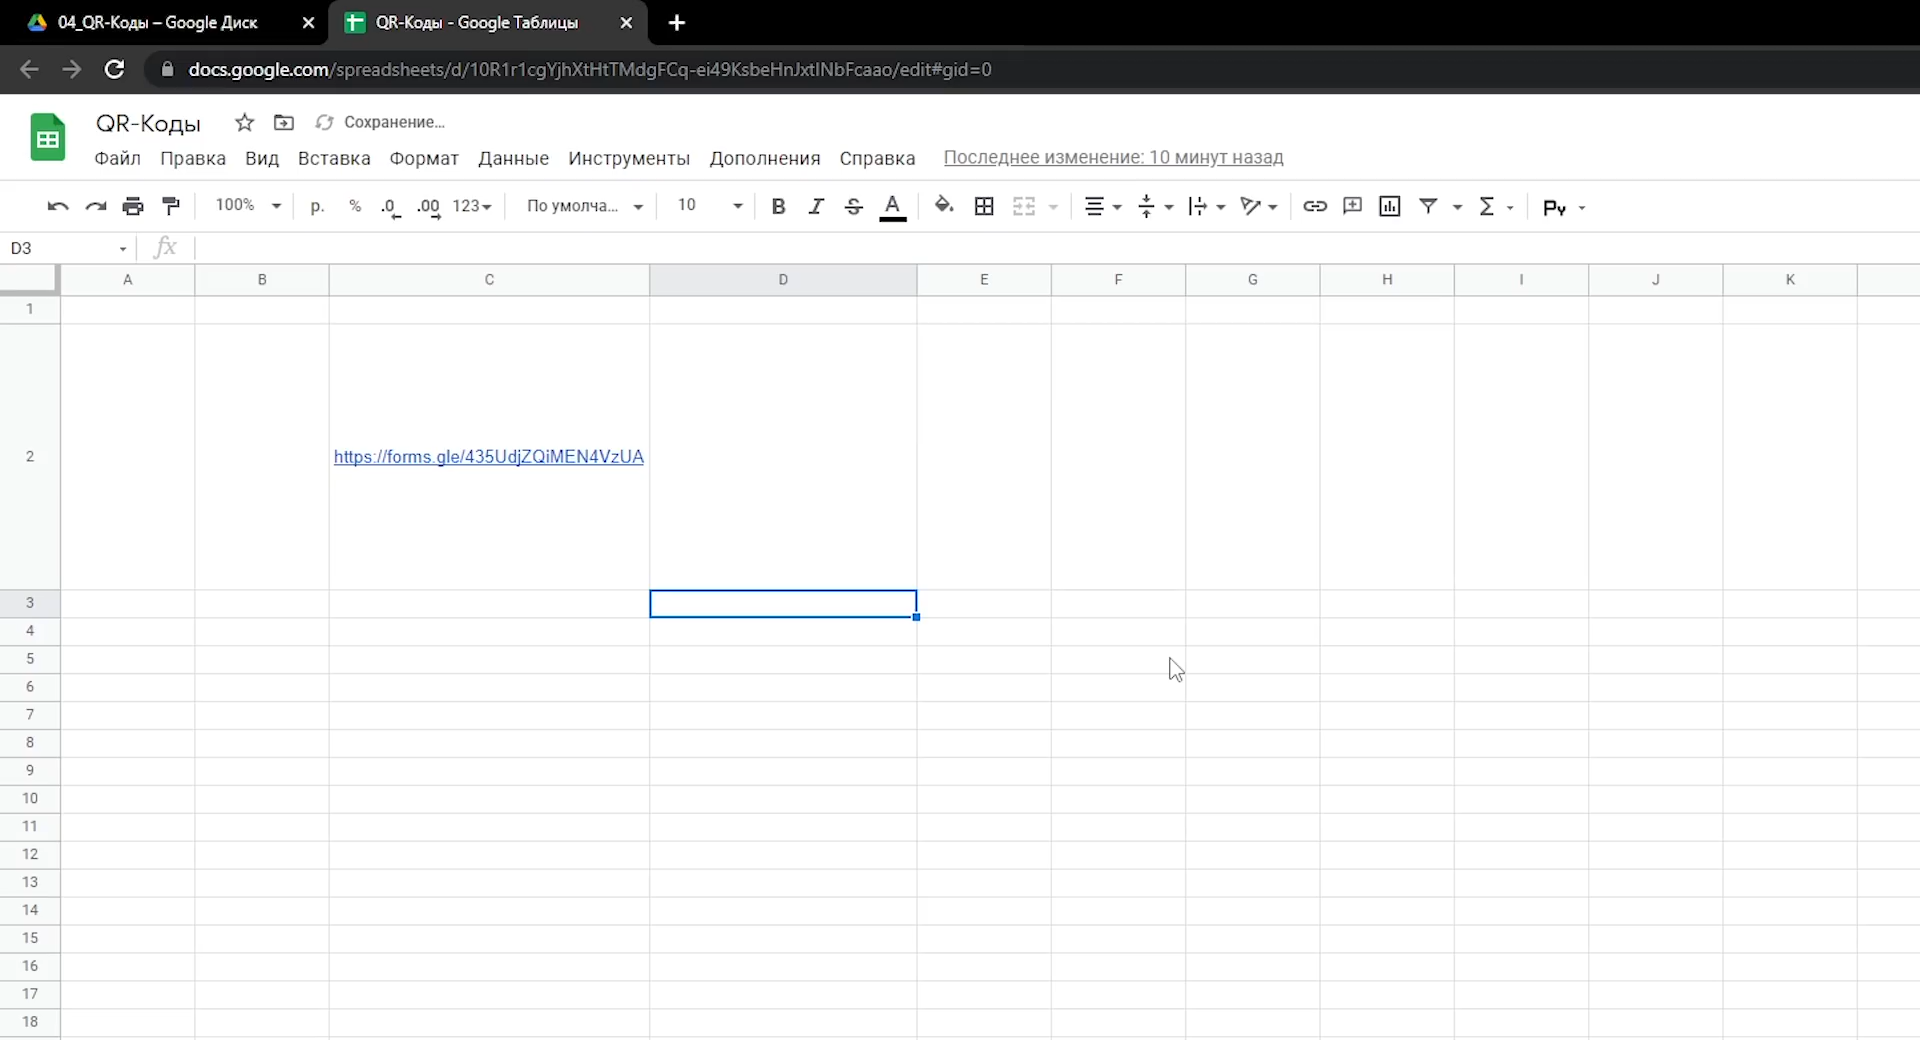 04_QR-Коды – Google Диск
QR-Коды - Google Таблицы
docs.google.com/spreadsheets/d/10R1r1cgYjhXtHtTMdgFCq-ei49KsbeHnJxtINbFcaao/edit#gid=0
QR-Коды
Сохранение...
Файл Правка Вид Вставка Формат Данные Инструменты Дополнения Справка Последнее изменение: 10 минут назад
100% р. % .0 .00 123 По умолча... 10 B I S A Σ Ру
D3 fx
A B C D E F G H I J K
1
2 https://forms.gle/435UdjZQiMEN4VzUA
3
4
5
6
7
8
9
10
11
12
13
14
15
16
17
18